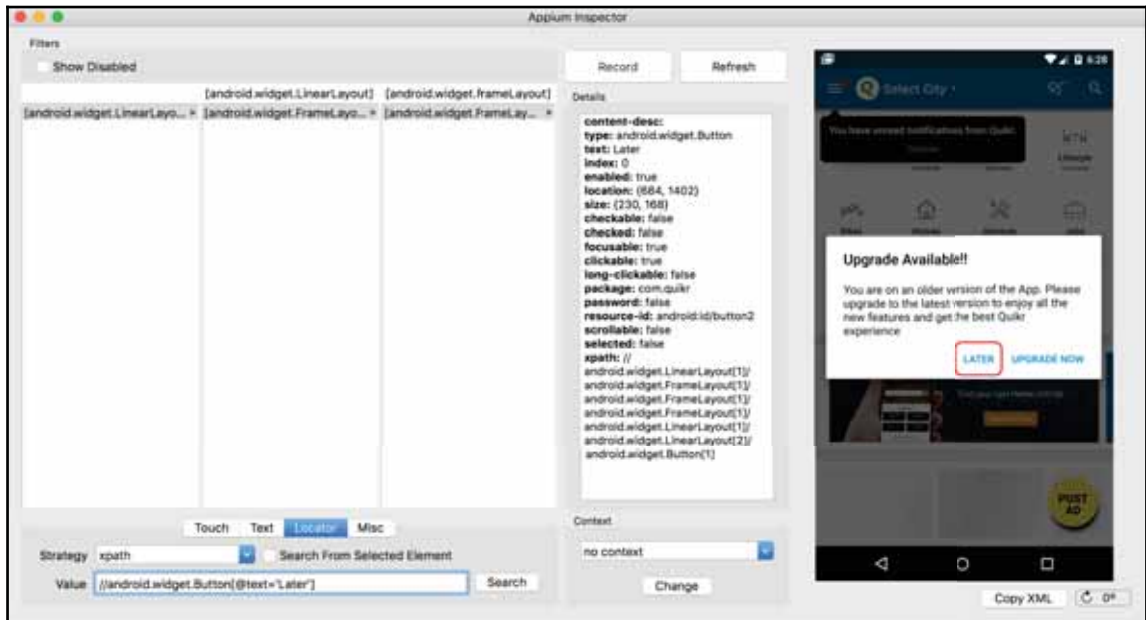 Appium Inspector
Filters
Show Disabled
[android.widget.LinearLayout] [android.widget.frameLayout]
[android.widget.LinearLayo... [android.widget.FrameLayo... [android.widget.FrameLay...
Record Refresh
Details
content-desc:
type: android.widget.Button
text: Later
index: 0
enabled: true
location: {684, 1402}
size: {230, 168}
checkable: false
checked: false
focusable: true
clickable: true
long-clickable: false
package: com.quikr
password: false
resource-id: android:id/button2
scrollable: false
selected: false
xpath: //
android.widget.LinearLayout[1]/
android.widget.FrameLayout[1]/
android.widget.FrameLayout[1]/
android.widget.FrameLayout[1]/
android.widget.LinearLayout[1]/
android.widget.LinearLayout[2]/
android.widget.Button[1]
Touch Text Locator Misc
Strategy xpath Search From Selected Element
Value //android.widget.Button[@text='Later'] Search
Context
no context
Change
6:26
Select City
You have unread notifications from Quikr.
Lifestyle
Upgrade Available!!
You are on an older version of the App. Please
upgrade to the latest version to enjoy all the
new features and get the best Quikr
experience
LATER UPGRADE NOW
POST
AD
Copy XML 0°